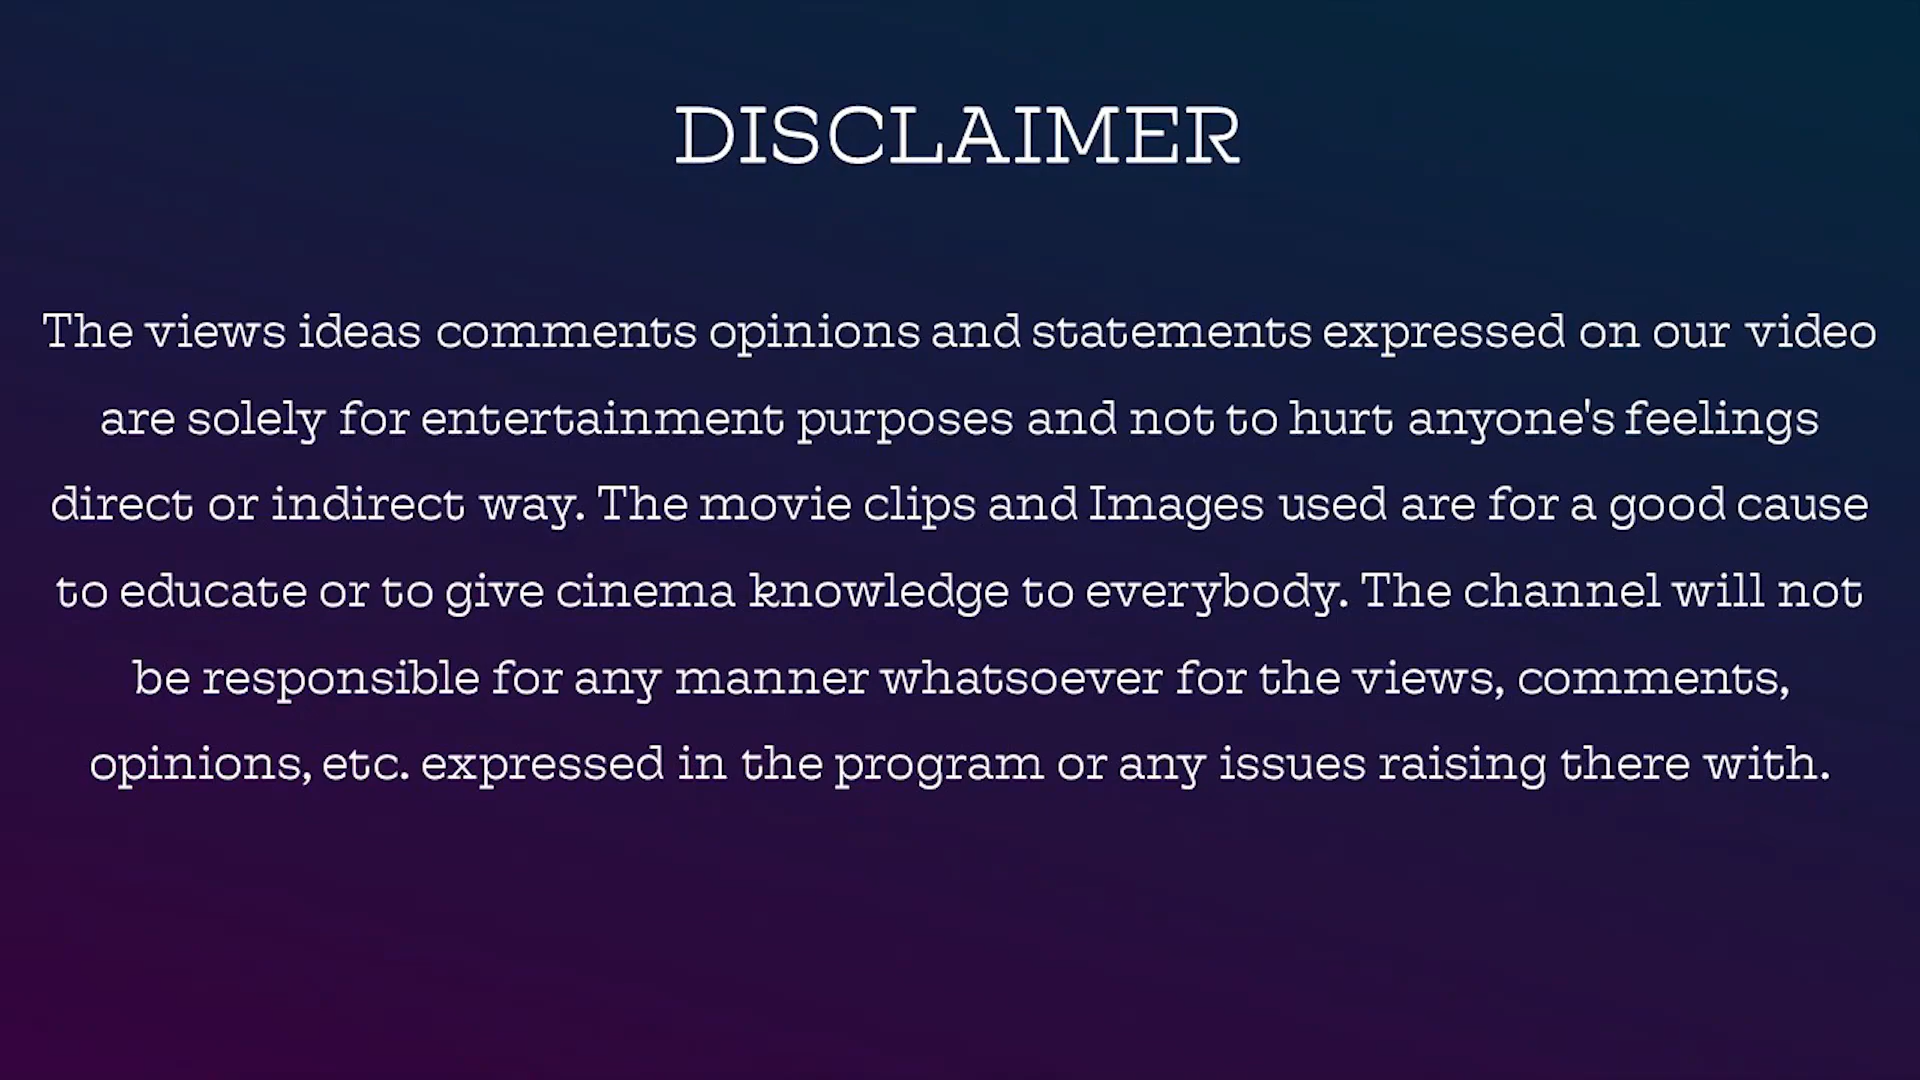 DISCLAIMER
The views ideas comments opinions and statements expressed on our video
are solely for entertainment purposes and not to hurt anyone's feelings
direct or indirect way. The movie clips and Images used are for a good cause
to educate or to give cinema knowledge to everybody. The channel will not
be responsible for any manner whatsoever for the views, comments,
opinions, etc. expressed in the program or any issues raising there with.